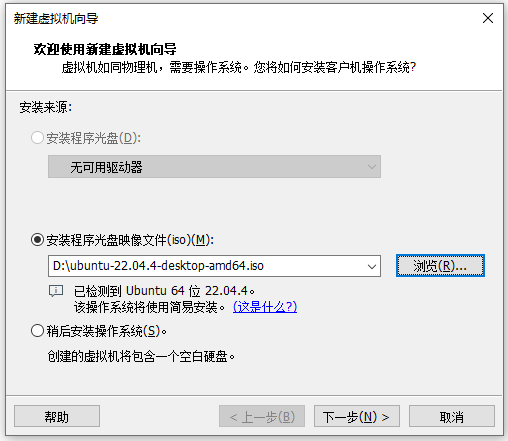 新建虚拟机向导
欢迎使用新建虚拟机向导
虚拟机如同物理机，需要操作系统。您将如何安装客户机操作系统?
安装来源:
安装程序光盘(D):
无可用驱动器
安装程序光盘映像文件(iso)(M):
D:\ubuntu-22.04.4-desktop-amd64.iso
浏览(R)...
已检测到 Ubuntu 64 位 22.04.4。
该操作系统将使用简易安装。 (这是什么?)
稍后安装操作系统(S)。
创建的虚拟机将包含一个空白硬盘。
帮助
< 上一步(B)
下一步(N) >
取消